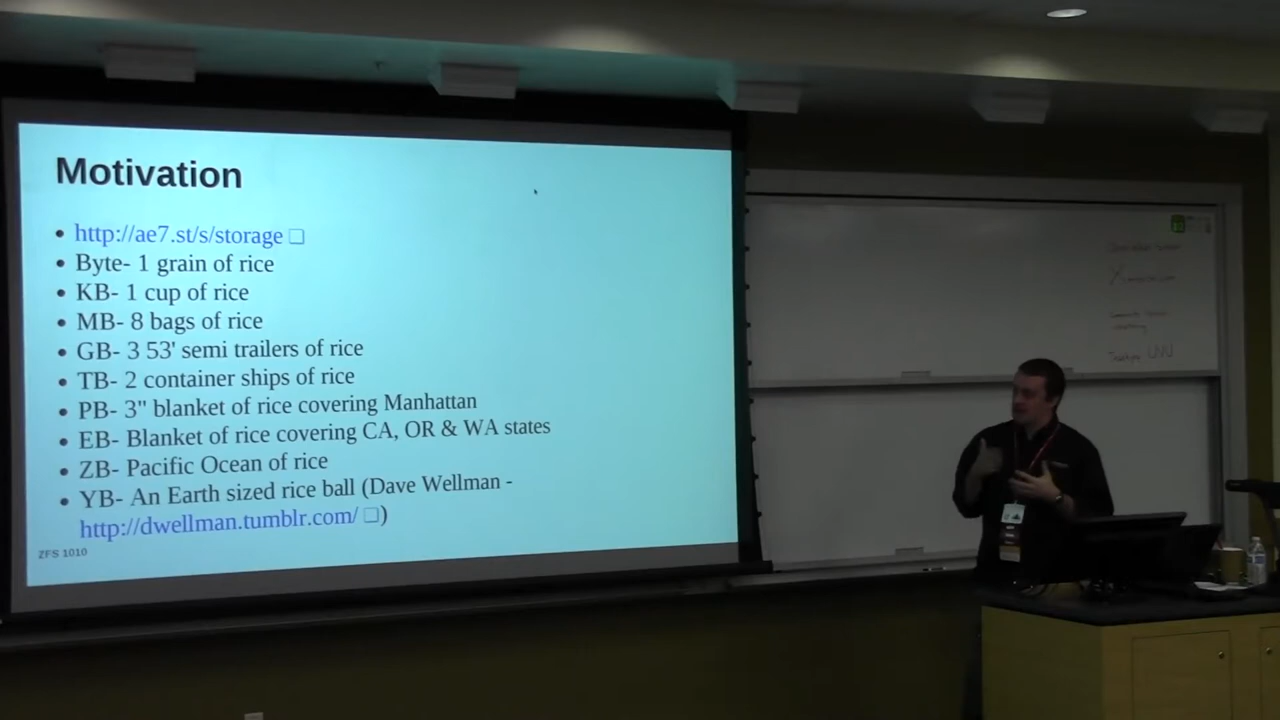 Motivation
• http://ae7.st/s/storage
• Byte- 1 grain of rice
• KB- 1 cup of rice
• MB- 8 bags of rice
• GB- 3 53' semi trailers of rice
• TB- 2 container ships of rice
• PB- 3" blanket of rice covering Manhattan
• EB- Blanket of rice covering CA, OR & WA states
• ZB- Pacific Ocean of rice
• YB- An Earth sized rice ball (Dave Wellman -
http://dwellman.tumblr.com/ )
ZFS 1010